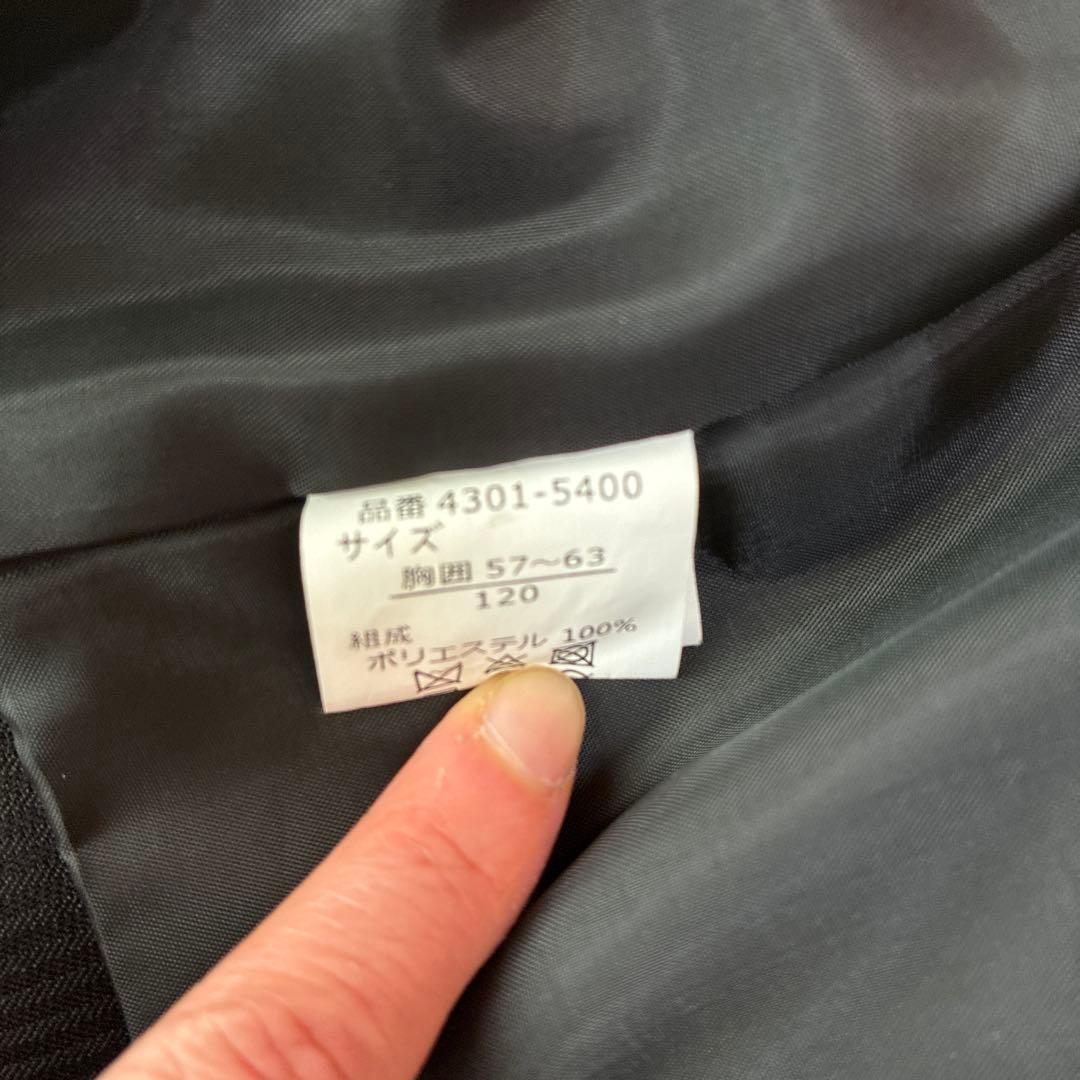 品番 4301-5400
サイズ
胸囲 57～63
120
組成
ポリエステル 100%